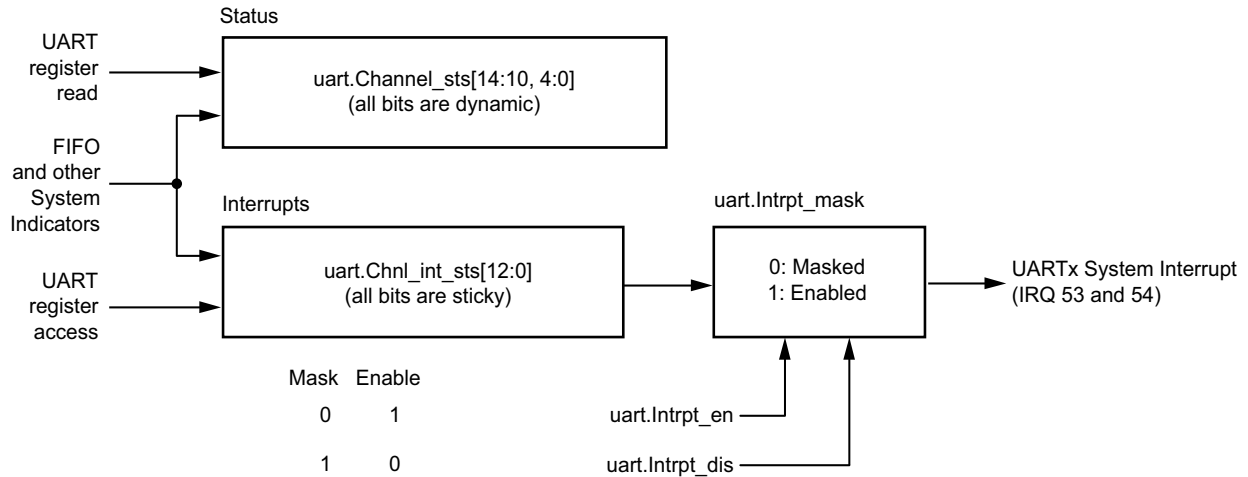 Status
UART
register
read
uart.Channel_sts[14:10, 4:0]
(all bits are dynamic)
FIFO
and other
System
Indicators
Interrupts
uart.Chnl_int_sts[12:0]
(all bits are sticky)
UART
register
access
uart.Intrpt_mask
0: Masked
1: Enabled
UARTx System Interrupt
(IRQ 53 and 54)
Mask Enable
0 1
1 0
uart.Intrpt_en
uart.Intrpt_dis